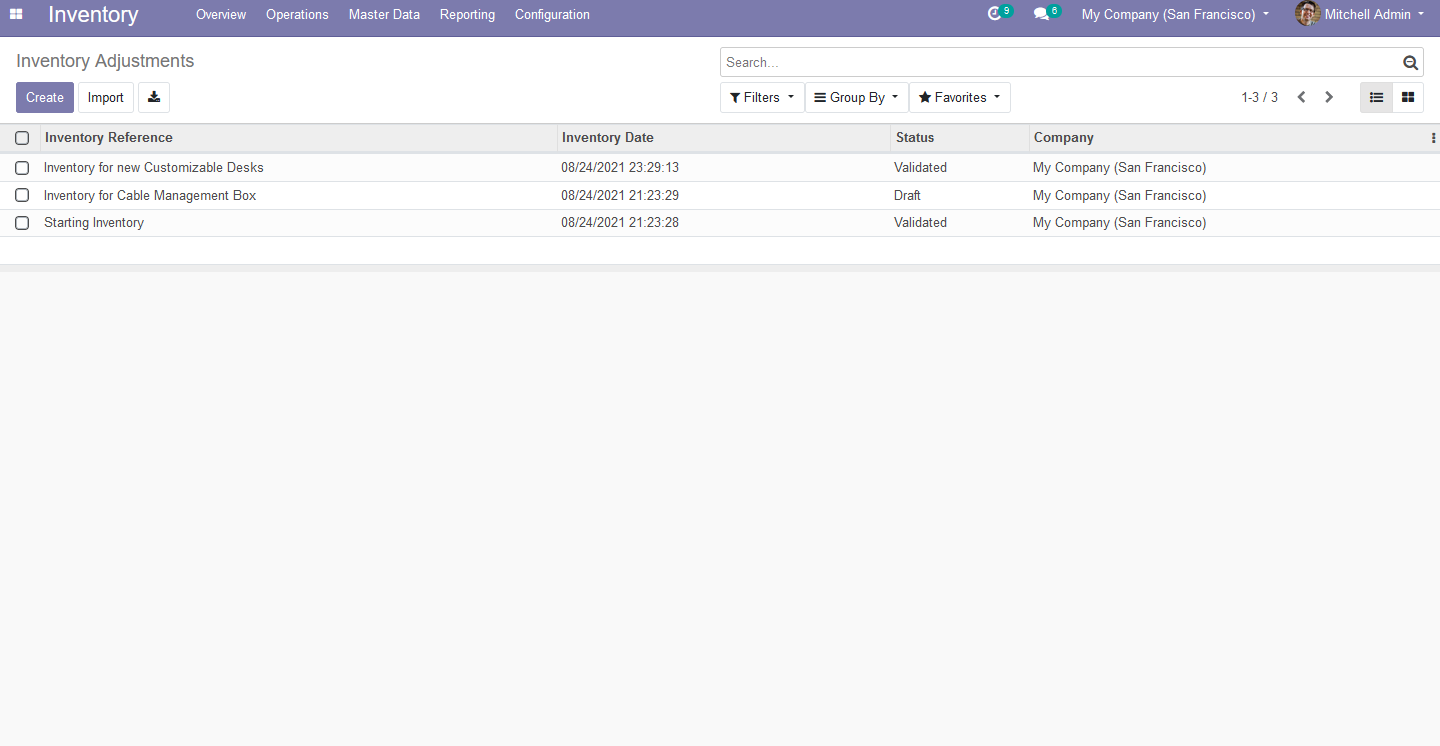 Inventory Overview Operations Master Data Reporting Configuration 9 6 My Company (San Francisco) Mitchell Admin
Inventory Adjustments Search...
Create Import Filters Group By Favorites 1-3 / 3
Inventory Reference Inventory Date Status Company
Inventory for new Customizable Desks 08/24/2021 23:29:13 Validated My Company (San Francisco)
Inventory for Cable Management Box 08/24/2021 21:23:29 Draft My Company (San Francisco)
Starting Inventory 08/24/2021 21:23:28 Validated My Company (San Francisco)